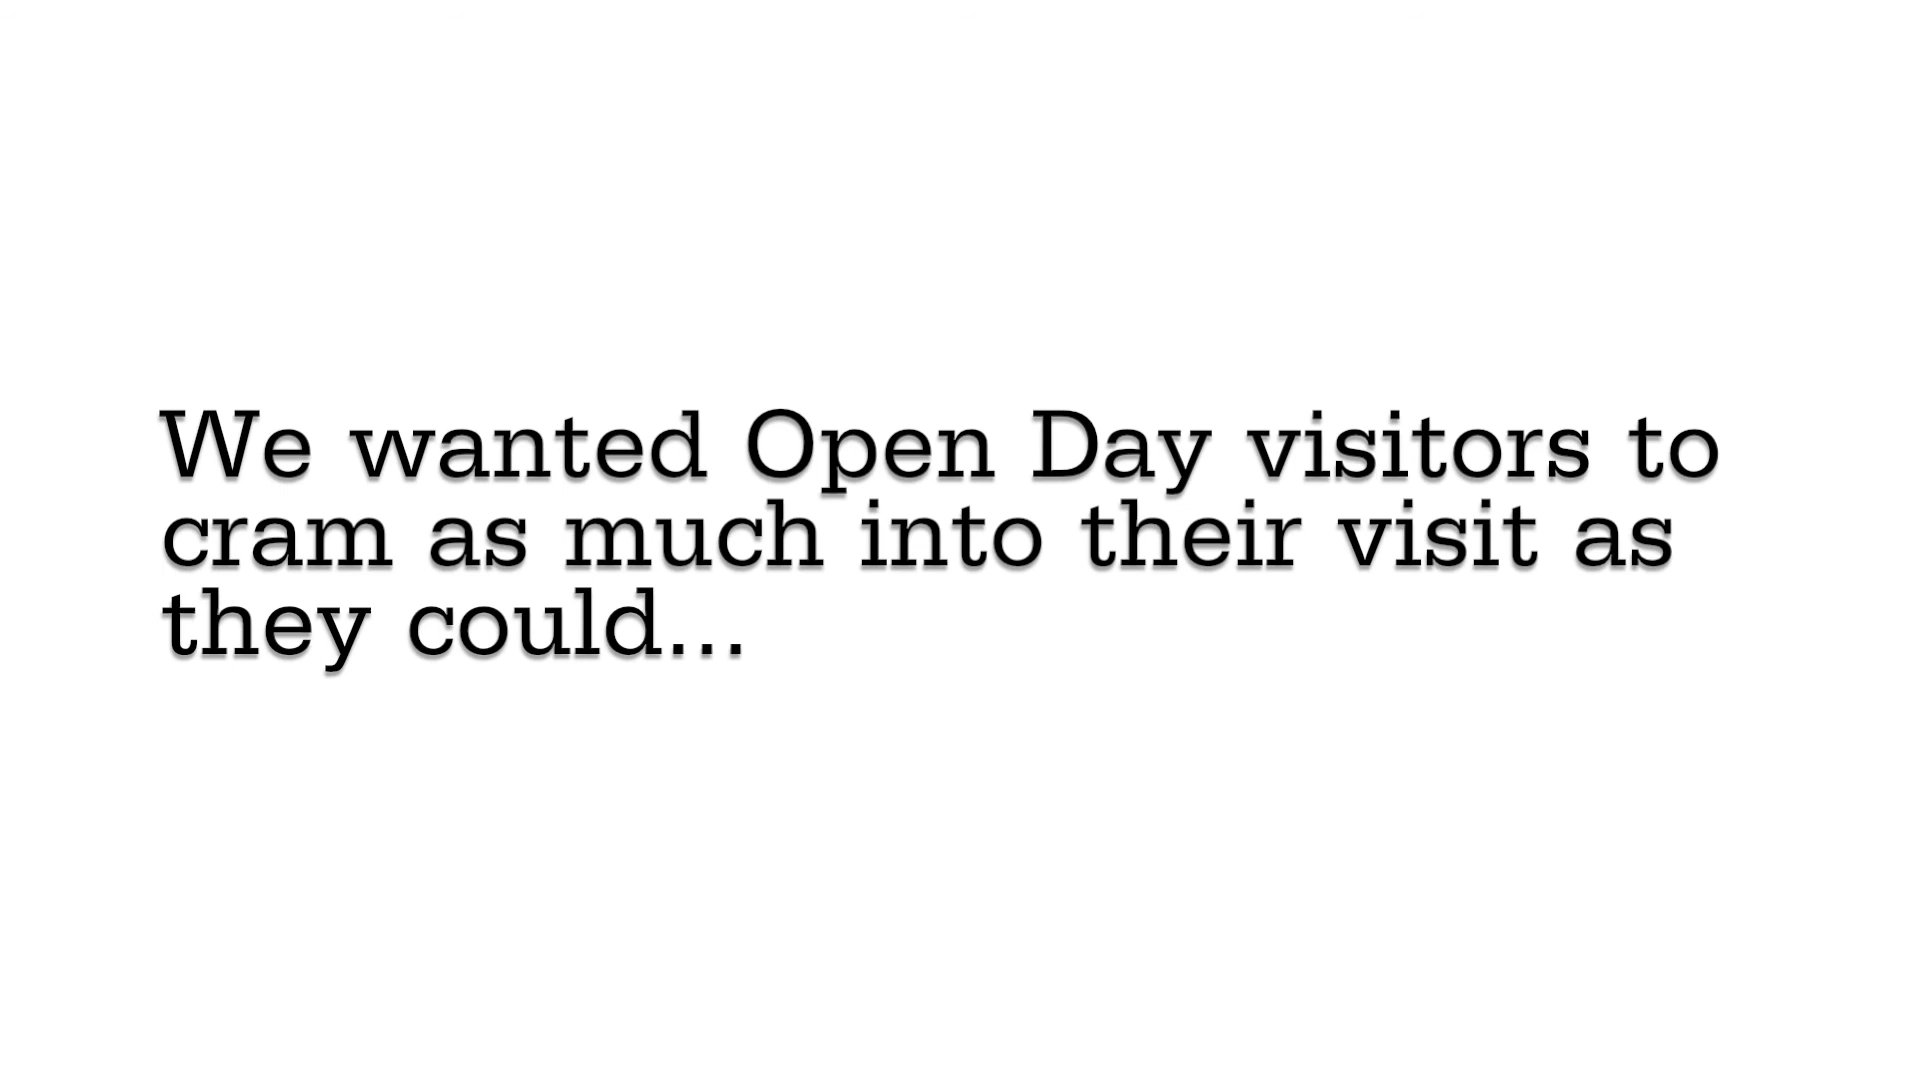 We wanted Open Day visitors to
cram as much into their visit as
they could...